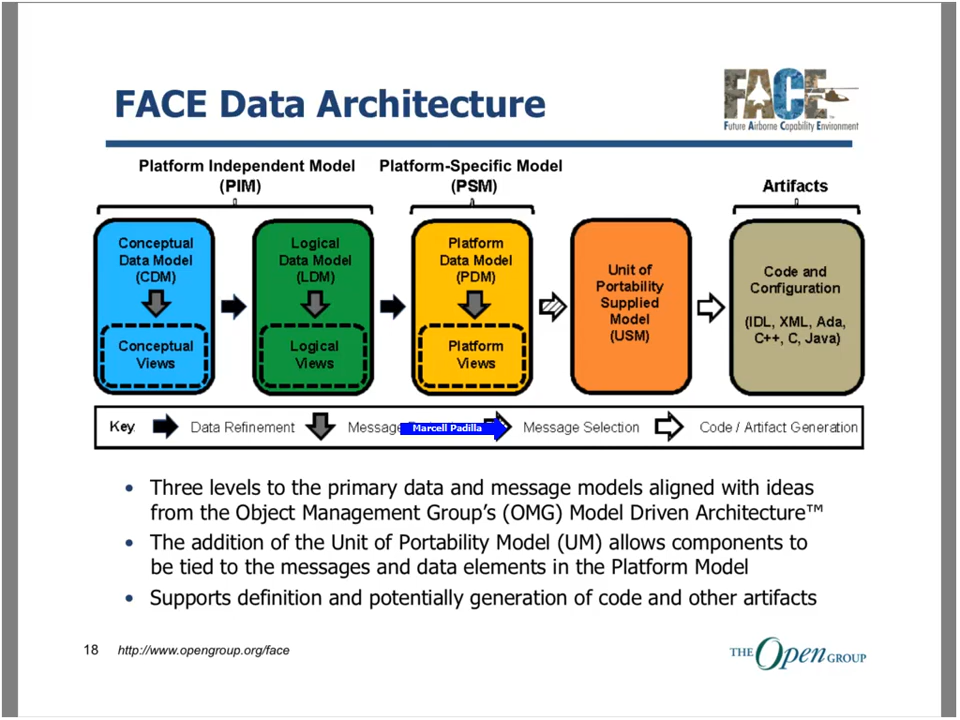 FACE Data Architecture
FACE
Future Airborne Capability Environment
Platform Independent Model
(PIM)
Platform-Specific Model
(PSM)
Artifacts
Conceptual
Data Model
(CDM)
Conceptual
Views
Logical
Data Model
(LDM)
Logical
Views
Platform
Data Model
(PDM)
Platform
Views
Unit of
Portability
Supplied
Model
(USM)
Code and
Configuration
(IDL, XML, Ada,
C++, C, Java)
Key
Data Refinement
Message
Marcell Padilla
Message Selection
Code / Artifact Generation
• Three levels to the primary data and message models aligned with ideas
from the Object Management Group's (OMG) Model Driven Architecture™
• The addition of the Unit of Portability Model (UM) allows components to
be tied to the messages and data elements in the Platform Model
• Supports definition and potentially generation of code and other artifacts
18 http://www.opengroup.org/face
THE Open GROUP